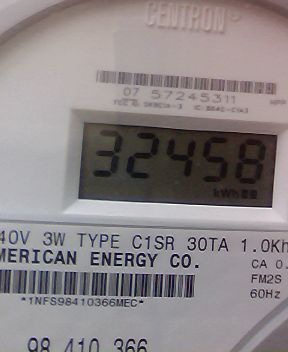 CENTRON
07 57245311
32458
kWh
40V 3W TYPE C1SR 30TA 1.0Kh
MERICAN ENERGY CO.
CA 0.
FM2S
*1NFS98410366MEC*
60Hz
98 410 366